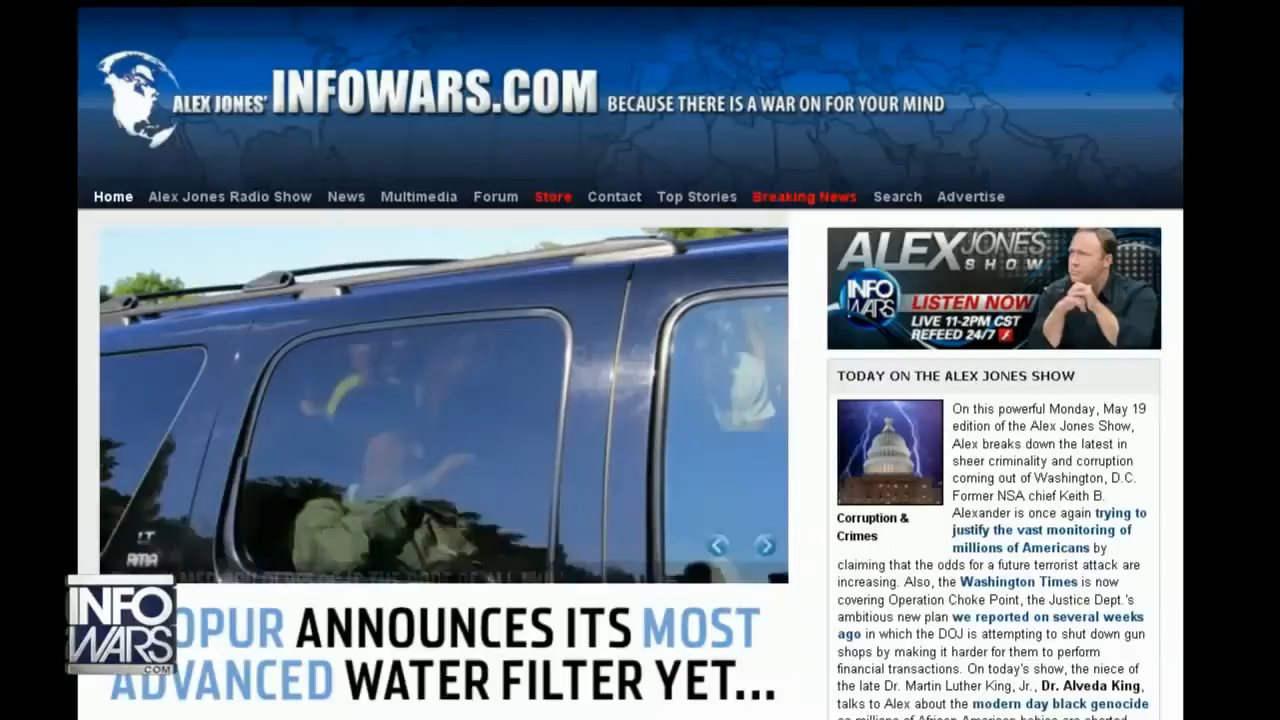 ALEX JONES' INFOWARS.COM BECAUSE THERE IS A WAR ON FOR YOUR MIND
Home Alex Jones Radio Show News Multimedia Forum Store Contact Top Stories Breaking News Search Advertise
LT
ALEX JONES
SHOW
INFO
WARS
LISTEN NOW
LIVE 11-2PM CST
REFEED 24/7
TODAY ON THE ALEX JONES SHOW
Corruption &
Crimes
On this powerful Monday, May 19
edition of the Alex Jones Show,
Alex breaks down the latest in
sheer criminality and corruption
coming out of Washington, D.C.
Former NSA chief Keith B.
Alexander is once again trying to
justify the vast monitoring of
millions of Americans by
claiming that the odds for a future terrorist attack are
increasing. Also, the Washington Times is now
covering Operation Choke Point, the Justice Dept.'s
ambitious new plan we reported on several weeks
ago in which the DOJ is attempting to shut down gun
shops by making it harder for them to perform
financial transactions. On today's show, the niece of
the late Dr. Martin Luther King, Jr., Dr. Alveda King,
talks to Alex about the modern day black genocide
OPUR ANNOUNCES ITS MOST
ADVANCED WATER FILTER YET...
INFO
WARS
.COM